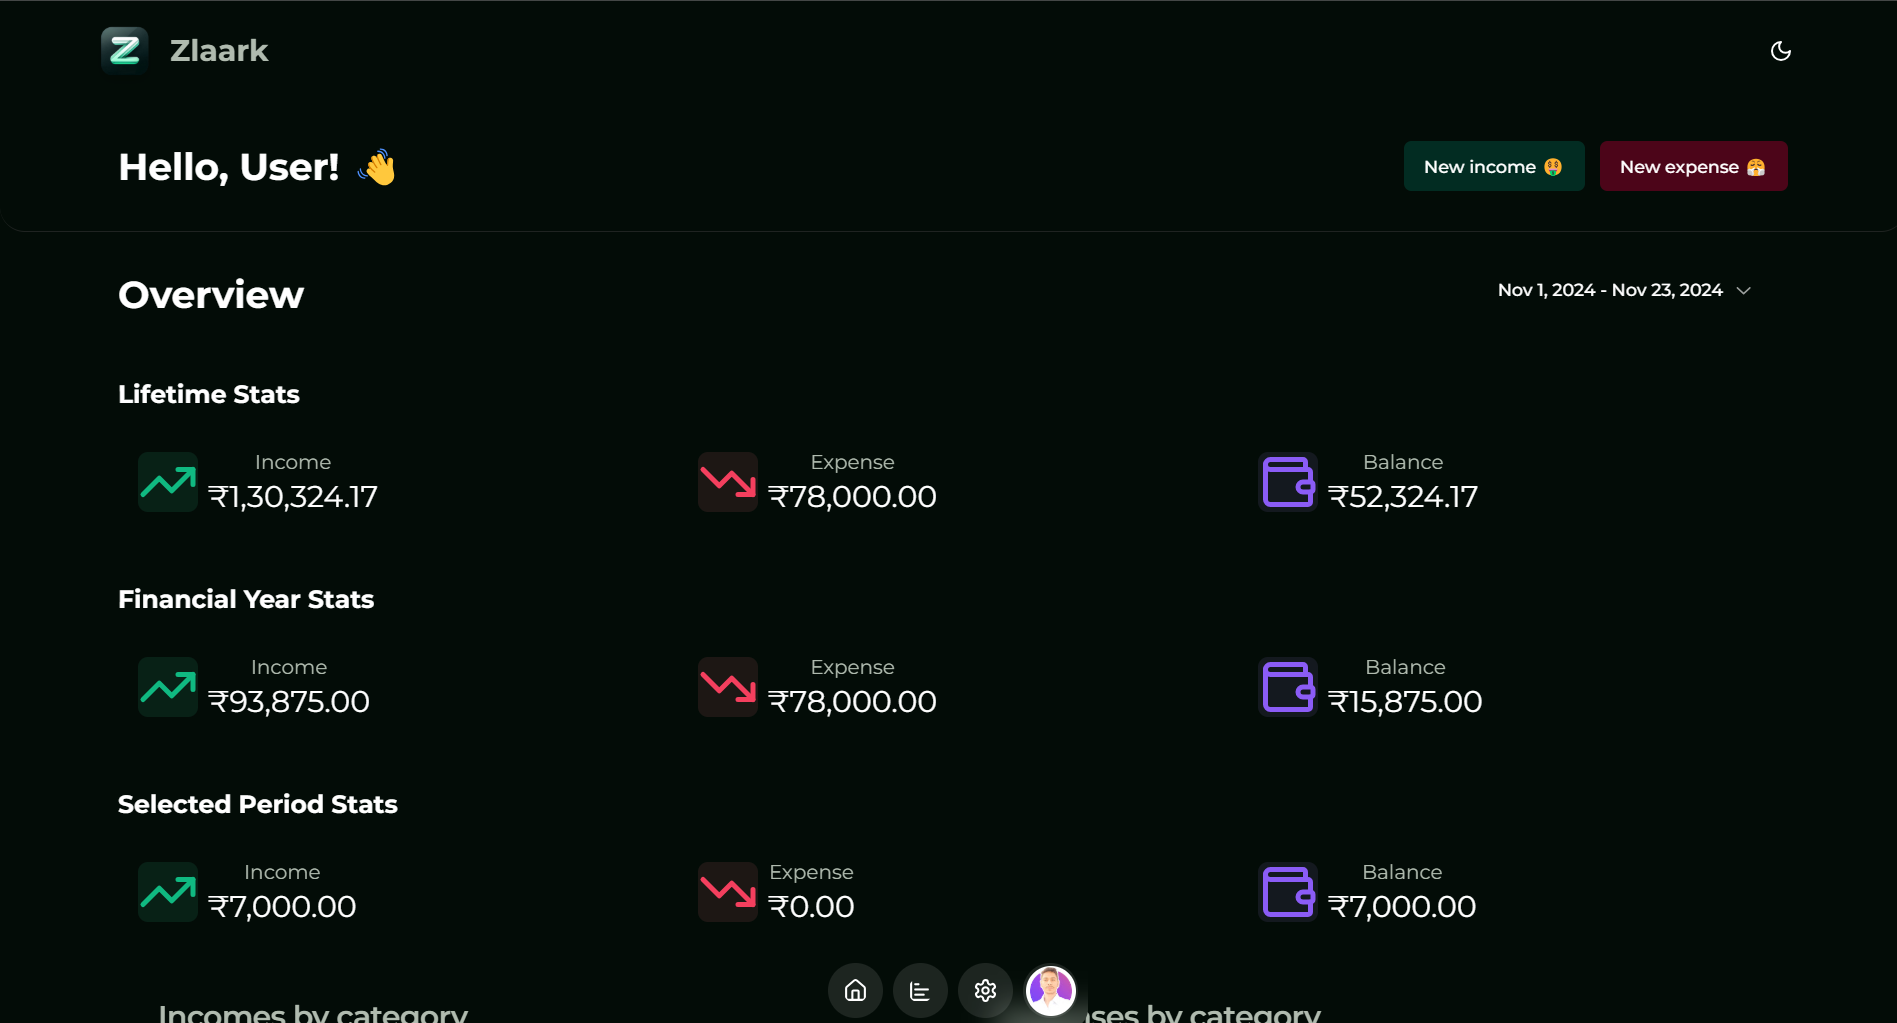 Zlaark
Hello, User! 👋
New income 🤑
New expense 😤
Overview
Nov 1, 2024 - Nov 23, 2024
Lifetime Stats
Income
₹1,30,324.17
Expense
₹78,000.00
Balance
₹52,324.17
Financial Year Stats
Income
₹93,875.00
Expense
₹78,000.00
Balance
₹15,875.00
Selected Period Stats
Income
₹7,000.00
Expense
₹0.00
Balance
₹7,000.00
Incomes by category
ses by category